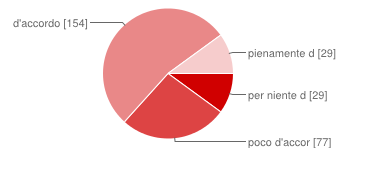 d'accordo [154]
pienamente d [29]
per niente d [29]
poco d'accor [77]